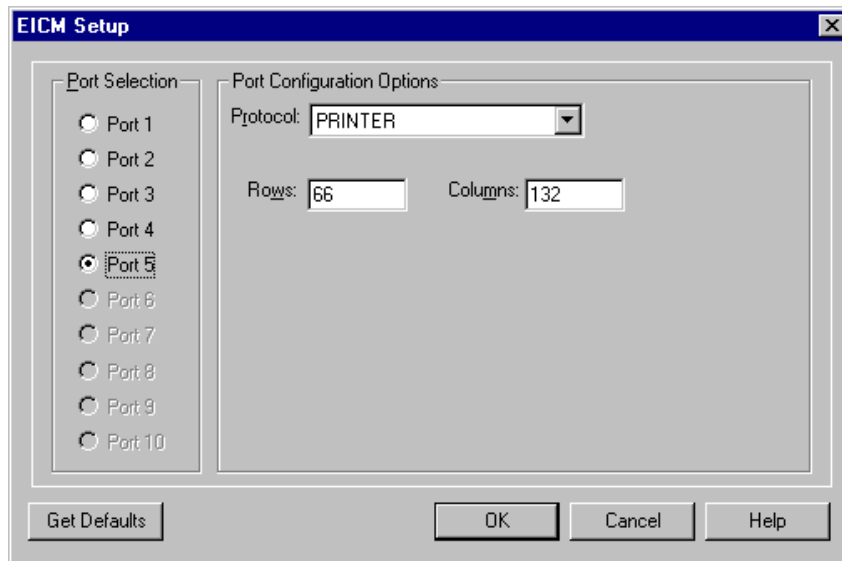 EICM Setup
Port Selection
Port 1
Port 2
Port 3
Port 4
Port 5
Port 6
Port 7
Port 8
Port 9
Port 10
Port Configuration Options
Protocol: PRINTER
Rows: 66 Columns: 132
Get Defaults OK Cancel Help